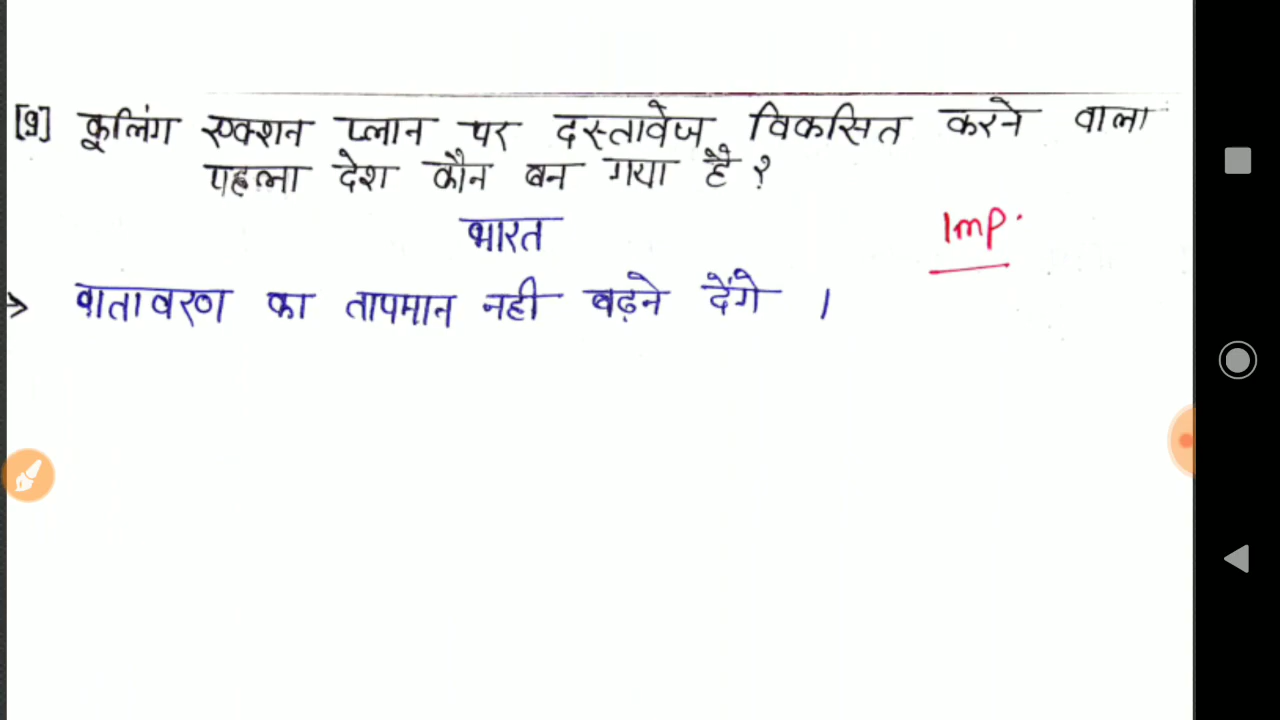 [9] कूलिंग एक्शन प्लान पर दस्तावेज विकसित करने वाला
पहला देश कौन बन गया है ?
भारत
Imp.
> वातावरण का तापमान नही बढ़ने देंगे ।